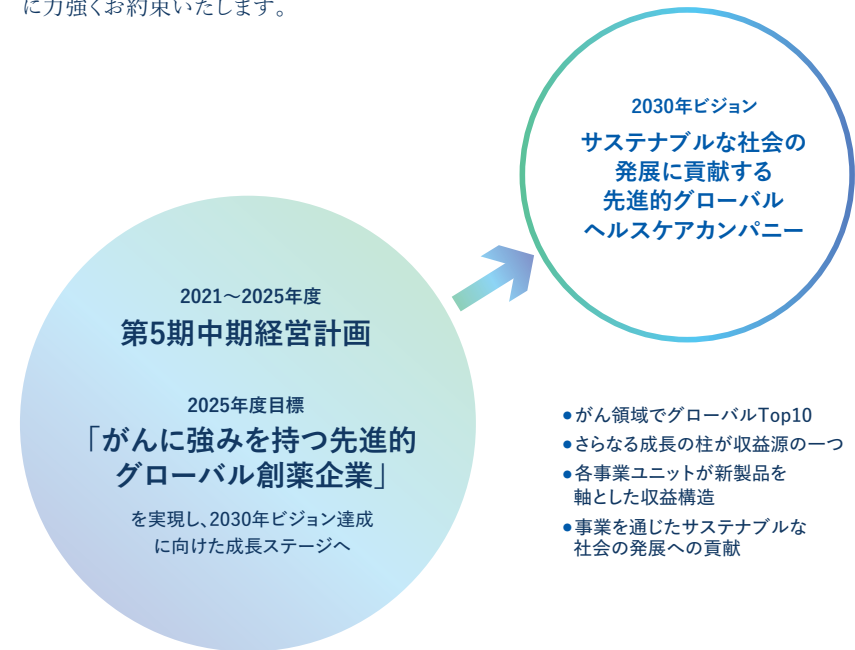 に力強くお約束いたします。
2030年ビジョン
サステナブルな社会の
発展に貢献する
先進的グローバル
ヘルスケアカンパニー
2021～2025年度
第5期中期経営計画
2025年度目標
「がんに強みを持つ先進的
グローバル創薬企業」
を実現し、2030年ビジョン達成
に向けた成長ステージへ
●がん領域でグローバルTop10
●さらなる成長の柱が収益源の一つ
●各事業ユニットが新製品を
軸とした収益構造
●事業を通じたサステナブルな
社会の発展への貢献